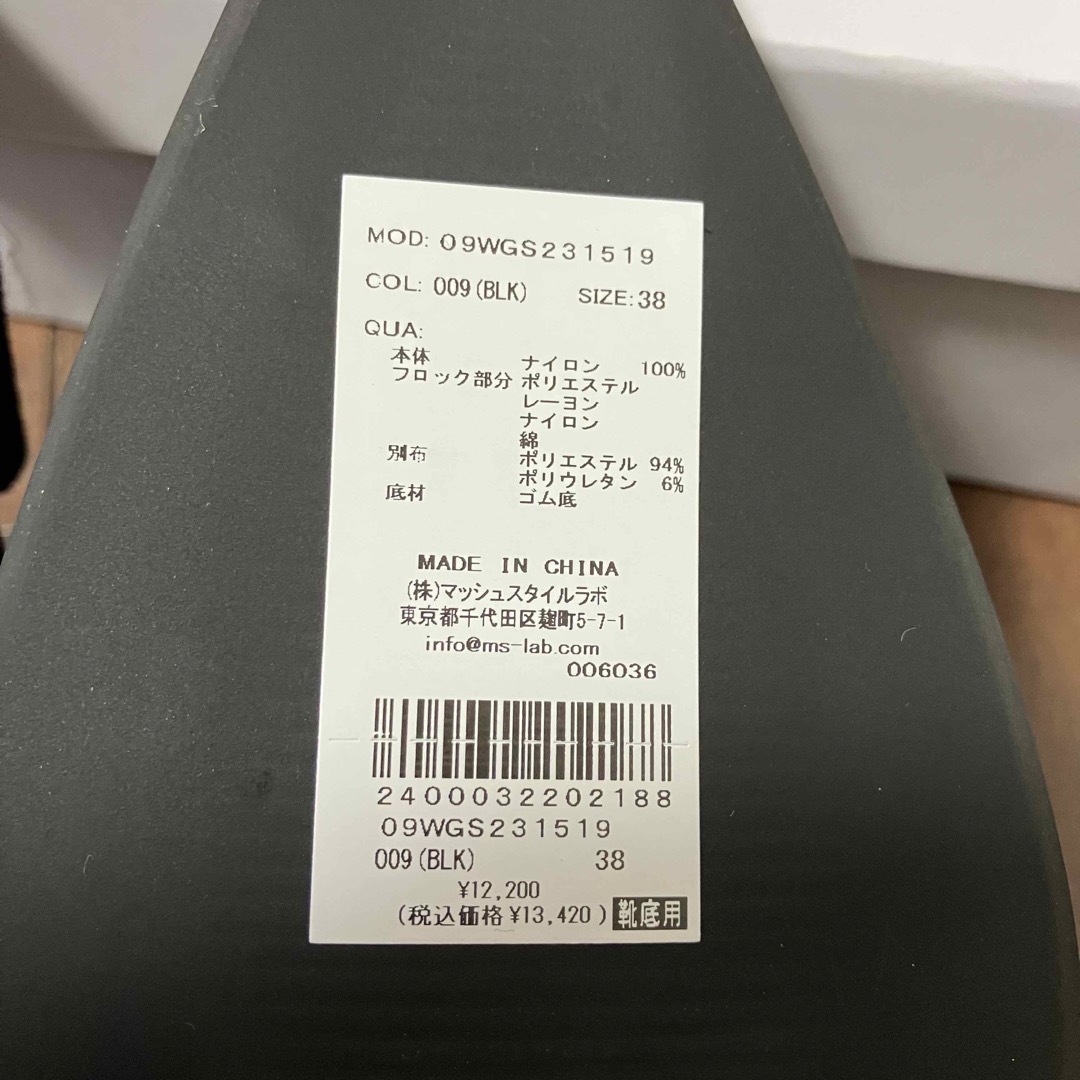 MOD: 09WGS231519
COL: 009(BLK) SIZE:38
QUA:
本体 ナイロン 100%
フロック部分 ポリエステル
レーヨン
ナイロン
綿
別布 ポリエステル 94%
ポリウレタン 6%
底材 ゴム底
MADE IN CHINA
(株)マッシュスタイルラボ
東京都千代田区麹町5-7-1
info@ms-lab.com
006036
2400032202188
09WGS231519
009(BLK) 38
¥12,200
(税込価格¥13,420) 靴底用